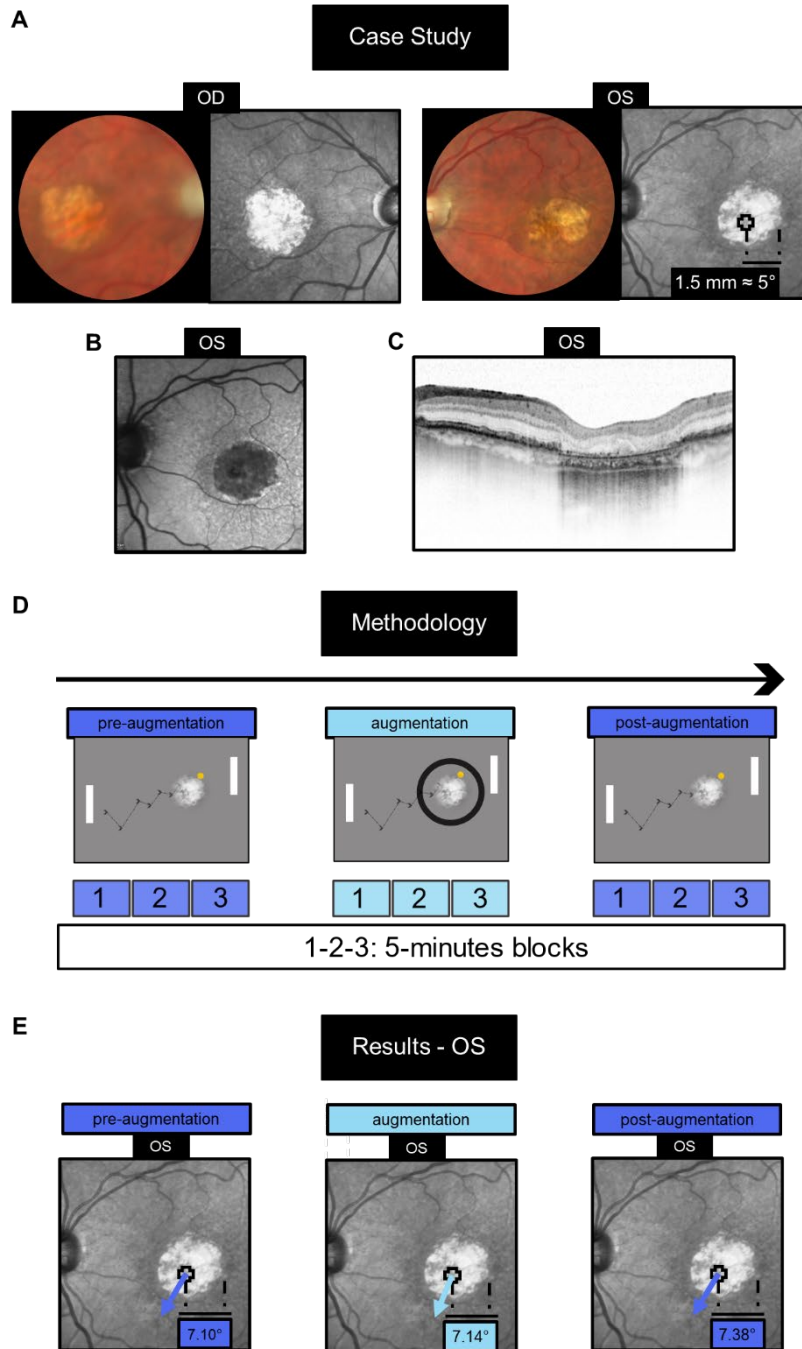 A
Case Study
OD
OS
1.5 mm ≈ 5°
B
OS
C
OS
D
Methodology
pre-augmentation
augmentation
post-augmentation
1 2 3
1 2 3
1 2 3
1-2-3: 5-minutes blocks
E
Results - OS
pre-augmentation
augmentation
post-augmentation
OS
OS
OS
7.10°
7.14°
7.38°